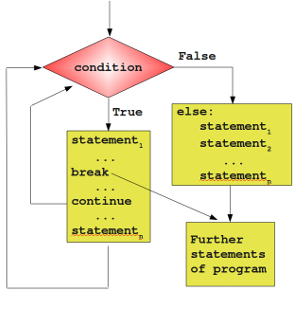 condition
False
True
statement1
...
break
...
continue
...
statementn
else:
statement1
statement2
...
statementn
Further
statements
of program